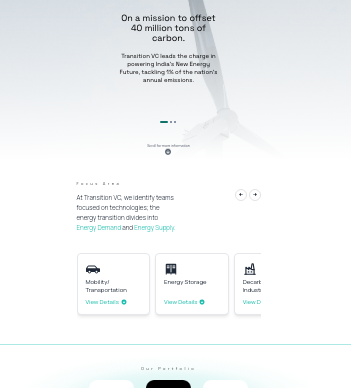 On a mission to offset
40 million tons of
carbon.
Transition VC leads the charge in
powering India's New Energy
Future, tackling 1% of the nation's
annual emissions.
Scroll for more information
Focus Area
At Transition VC, we identify teams
focused on technologies; the
energy transition divides into
Energy Demand and Energy Supply.
Mobility/
Transportation
View Details
Energy Storage
View Details
Decarb
Industr
View D
Our Portfolio